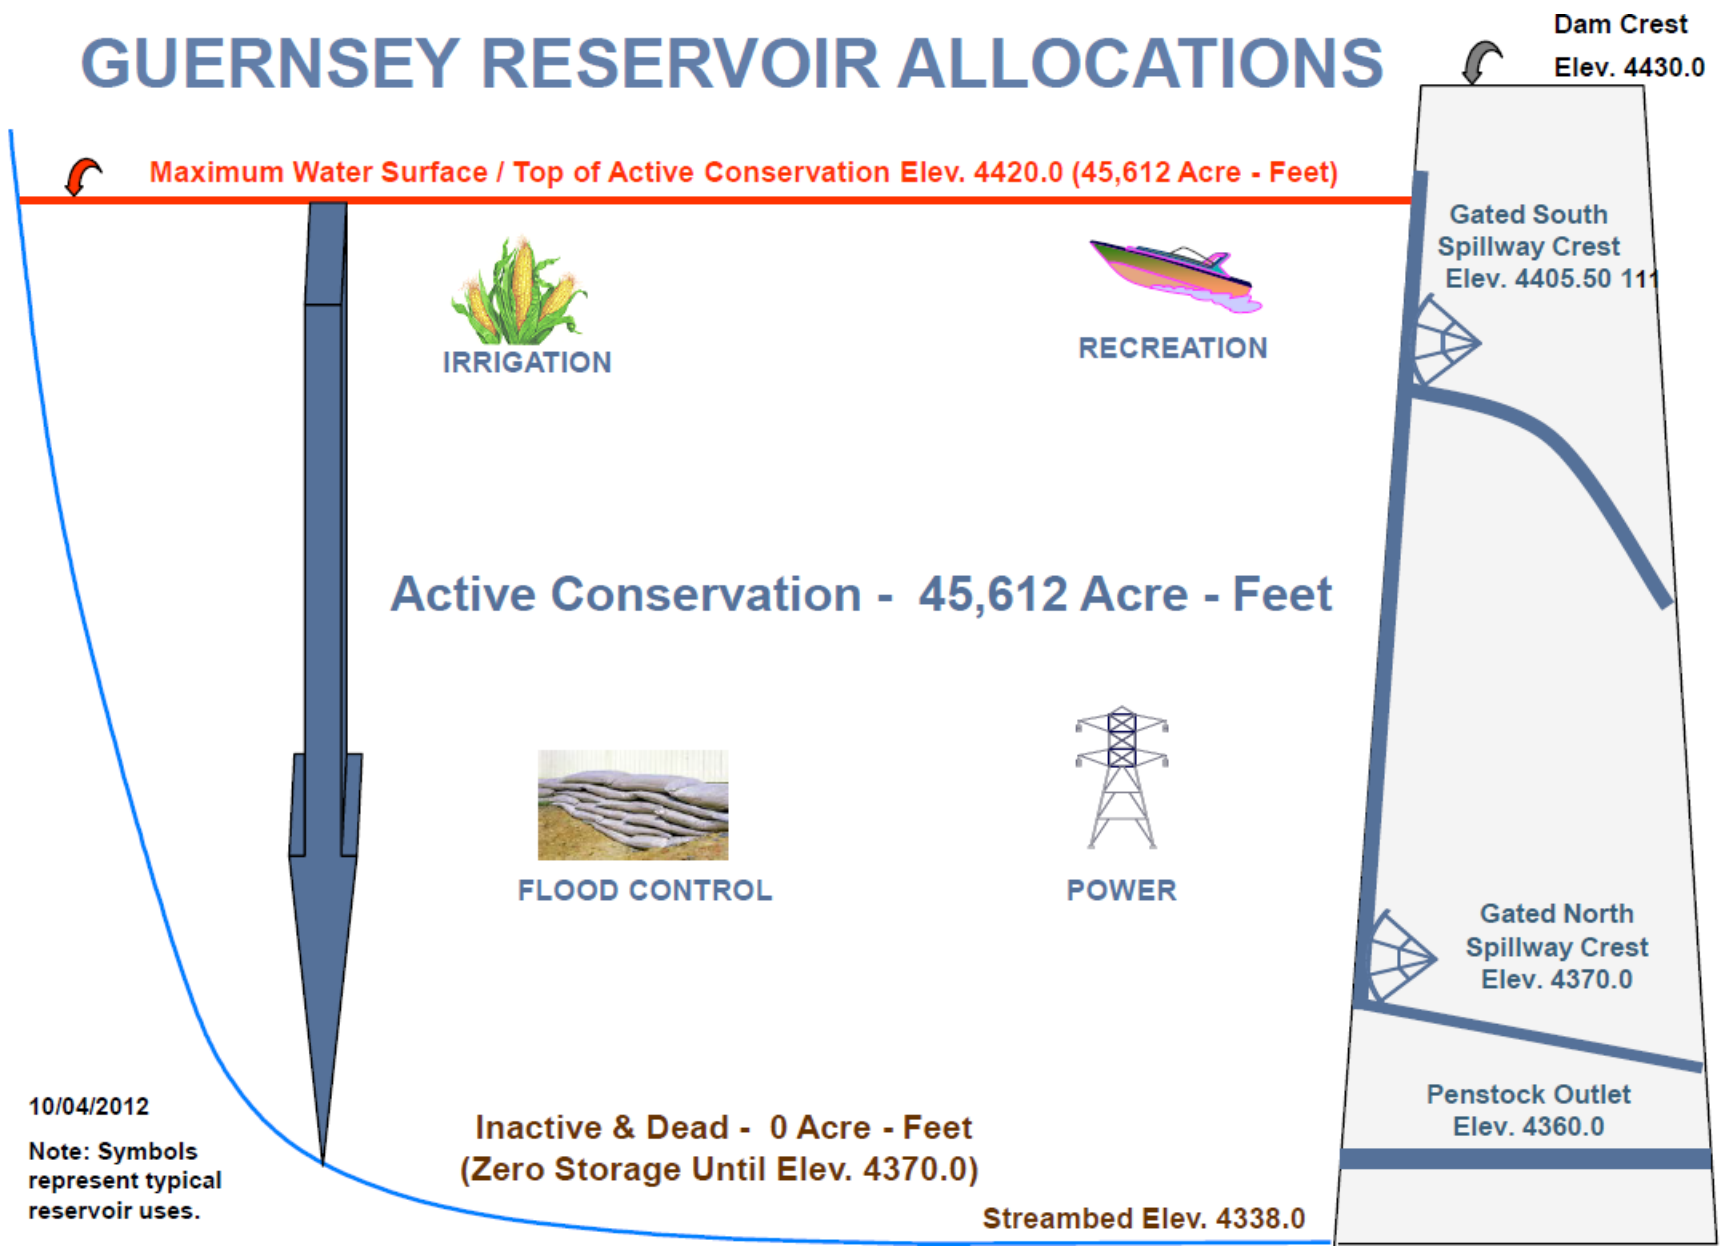 GUERNSEY RESERVOIR ALLOCATIONS
Dam Crest
Elev. 4430.0
Maximum Water Surface / Top of Active Conservation Elev. 4420.0 (45,612 Acre - Feet)
Gated South
Spillway Crest
Elev. 4405.50 111
IRRIGATION
RECREATION
Active Conservation - 45,612 Acre - Feet
FLOOD CONTROL
POWER
Gated North
Spillway Crest
Elev. 4370.0
Penstock Outlet
Elev. 4360.0
10/04/2012
Note: Symbols
represent typical
reservoir uses.
Inactive & Dead - 0 Acre - Feet
(Zero Storage Until Elev. 4370.0)
Streambed Elev. 4338.0